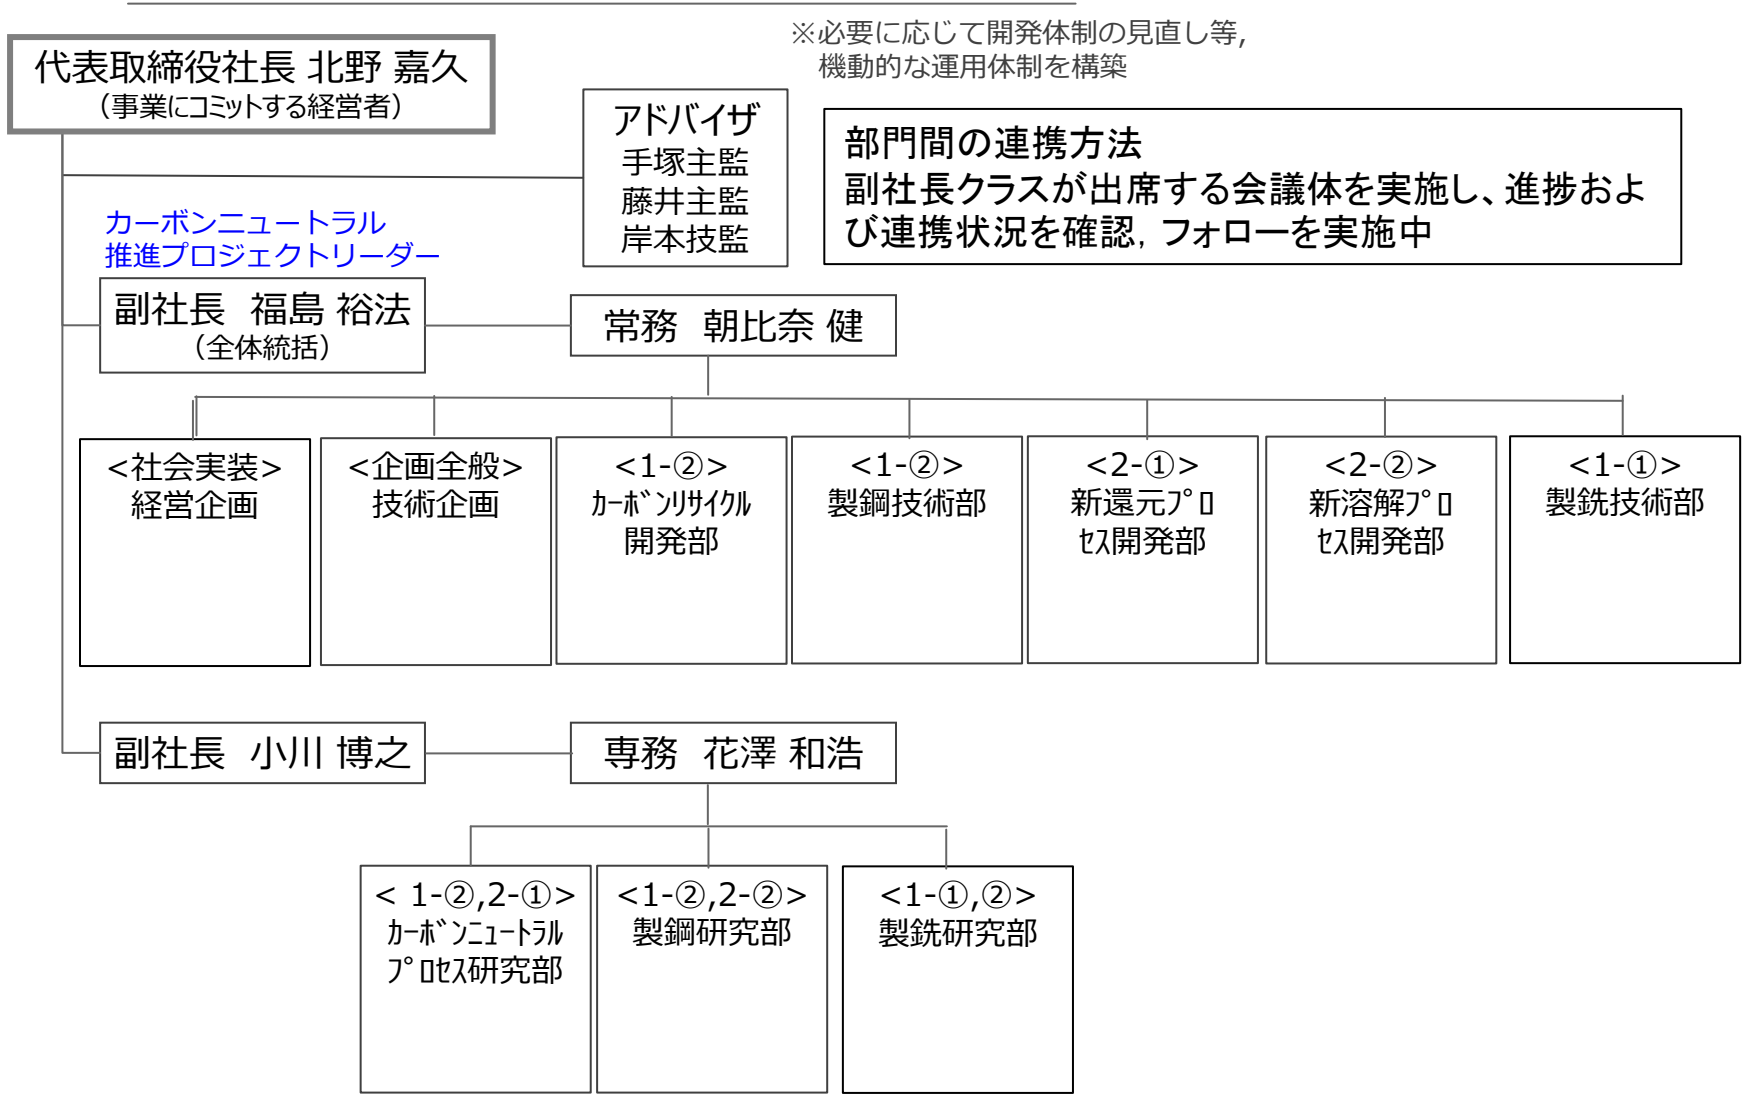 ※必要に応じて開発体制の見直し等,
機動的な運用体制を構築
代表取締役社長 北野 嘉久
（事業にコミットする経営者）
アドバイザ
手塚主監
藤井主監
岸本技監
部門間の連携方法
副社長クラスが出席する会議体を実施し、進捗およ
び連携状況を確認, フォローを実施中
カーボンニュートラル
推進プロジェクトリーダー
副社長 福島 裕法
（全体統括）
常務 朝比奈 健
<社会実装>
経営企画
<企画全般>
技術企画
<1-②>
ｶｰﾎﾞﾝﾘｻｲｸﾙ
開発部
<1-②>
製鋼技術部
<2-①>
新還元ﾌﾟﾛ
ｾｽ開発部
<2-②>
新溶解ﾌﾟﾛ
ｾｽ開発部
<1-①>
製銑技術部
副社長 小川 博之
専務 花澤 和浩
< 1-②,2-①>
ｶｰﾎﾞﾝﾆｭｰﾄﾗﾙ
ﾌﾟﾛｾｽ研究部
<1-②,2-②>
製鋼研究部
<1-①,②>
製銑研究部